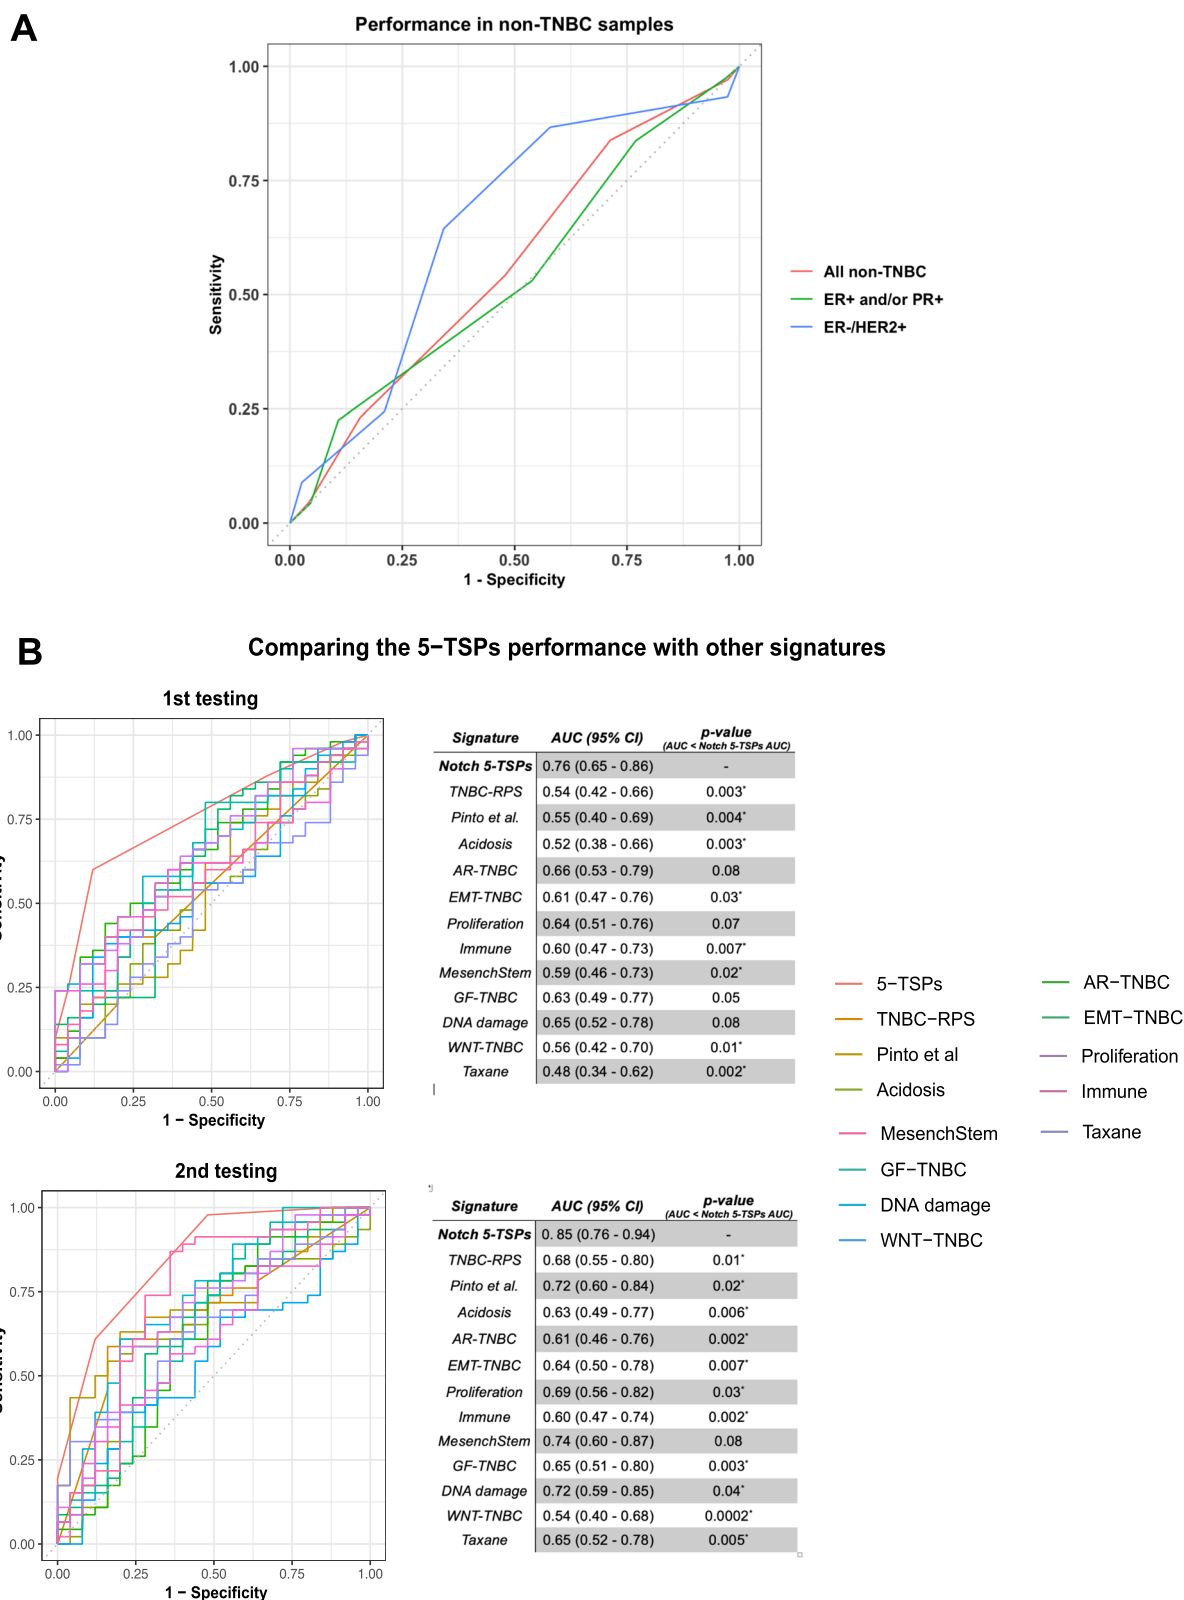 A
Performance in non-TNBC samples
1.00
0.75
0.50
0.25
0.00
Sensitivity
0.00 0.25 0.50 0.75 1.00
1 - Specificity
All non-TNBC
ER+ and/or PR+
ER-/HER2+
B
Comparing the 5−TSPs performance with other signatures
1st testing
1.00
0.75
0.50
0.25
0.00
0.00 0.25 0.50 0.75 1.00
1 − Specificity
Signature AUC (95% CI) p-value
(AUC < Notch 5-TSPs AUC)
Notch 5-TSPs 0.76 (0.65 - 0.86) -
TNBC-RPS 0.54 (0.42 - 0.66) 0.003*
Pinto et al. 0.55 (0.40 - 0.69) 0.004*
Acidosis 0.52 (0.38 - 0.66) 0.003*
AR-TNBC 0.66 (0.53 - 0.79) 0.08
EMT-TNBC 0.61 (0.47 - 0.76) 0.03*
Proliferation 0.64 (0.51 - 0.76) 0.07
Immune 0.60 (0.47 - 0.73) 0.007*
MesenchStem 0.59 (0.46 - 0.73) 0.02*
GF-TNBC 0.63 (0.49 - 0.77) 0.05
DNA damage 0.65 (0.52 - 0.78) 0.08
WNT-TNBC 0.56 (0.42 - 0.70) 0.01*
Taxane 0.48 (0.34 - 0.62) 0.002*
5−TSPs
TNBC−RPS
Pinto et al
Acidosis
MesenchStem
GF−TNBC
DNA damage
WNT−TNBC
AR−TNBC
EMT−TNBC
Proliferation
Immune
Taxane
2nd testing
1.00
0.75
0.50
0.25
0.00
0.00 0.25 0.50 0.75 1.00
1 − Specificity
Signature AUC (95% CI) p-value
(AUC < Notch 5-TSPs AUC)
Notch 5-TSPs 0. 85 (0.76 - 0.94) -
TNBC-RPS 0.68 (0.55 - 0.80) 0.01*
Pinto et al. 0.72 (0.60 - 0.84) 0.02*
Acidosis 0.63 (0.49 - 0.77) 0.006*
AR-TNBC 0.61 (0.46 - 0.76) 0.002*
EMT-TNBC 0.64 (0.50 - 0.78) 0.007*
Proliferation 0.69 (0.56 - 0.82) 0.03*
Immune 0.60 (0.47 - 0.74) 0.002*
MesenchStem 0.74 (0.60 - 0.87) 0.08
GF-TNBC 0.65 (0.51 - 0.80) 0.003*
DNA damage 0.72 (0.59 - 0.85) 0.04*
WNT-TNBC 0.54 (0.40 - 0.68) 0.0002*
Taxane 0.65 (0.52 - 0.78) 0.005*